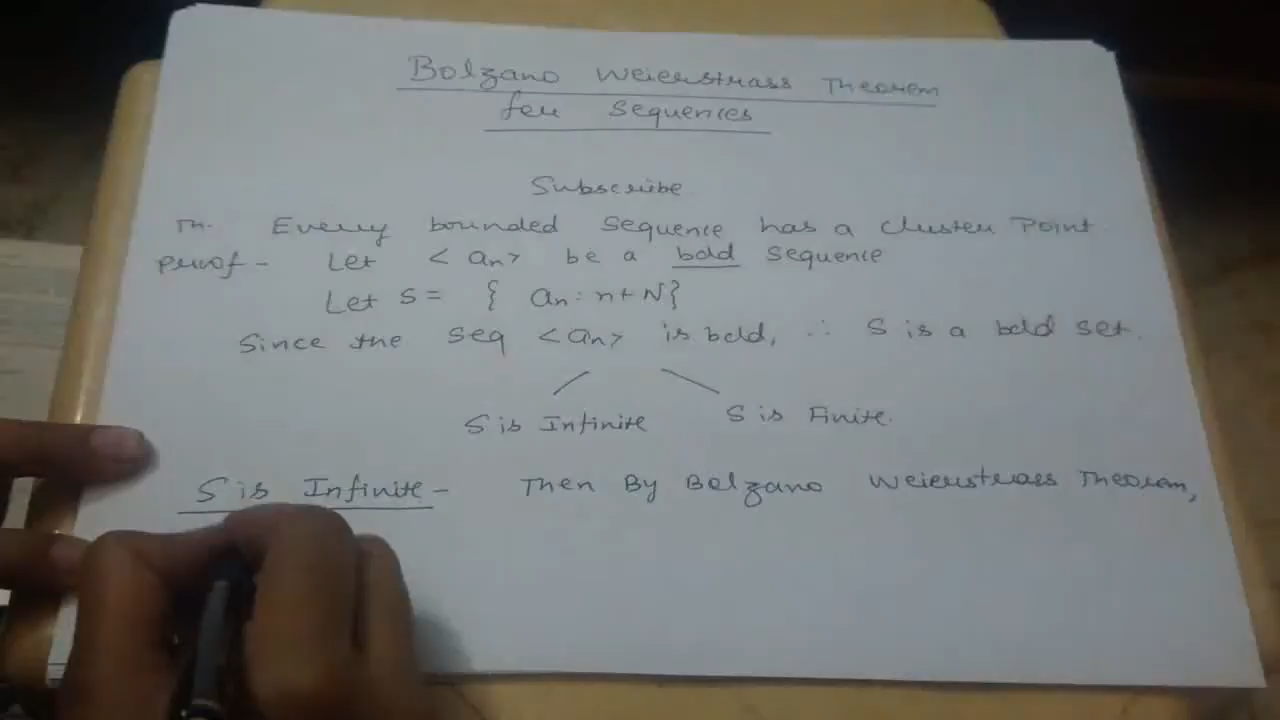 Bolzano Weierstrass Theorem
for Sequences
Subscribe
Th. Every bounded sequence has a cluster Point.
Proof - Let < an> be a bdd sequence
Let S = { an : n ∈ N}
Since the seq <an> is bdd, ∴ S is a bdd set.
S is Infinite S is Finite.
S is Infinite - Then By Bolzano Weierstrass Theorem,